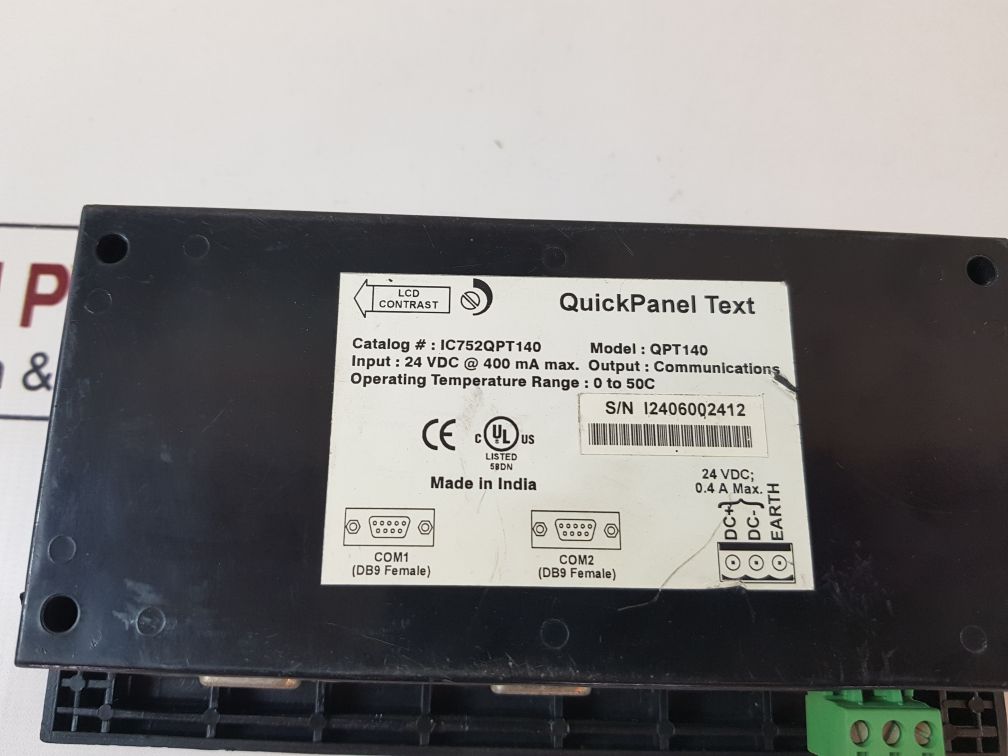 P
&
LCD
CONTRAST
QuickPanel Text
Catalog # : IC752QPT140 Model : QPT140
Input : 24 VDC @ 400 mA max. Output : Communications
Operating Temperature Range : 0 to 50C
S/N I2406002412
CE C UL US
LISTED
58DN
Made in India
24 VDC;
0.4 A Max.
DC+
DC-
EARTH
COM1
(DB9 Female)
COM2
(DB9 Female)